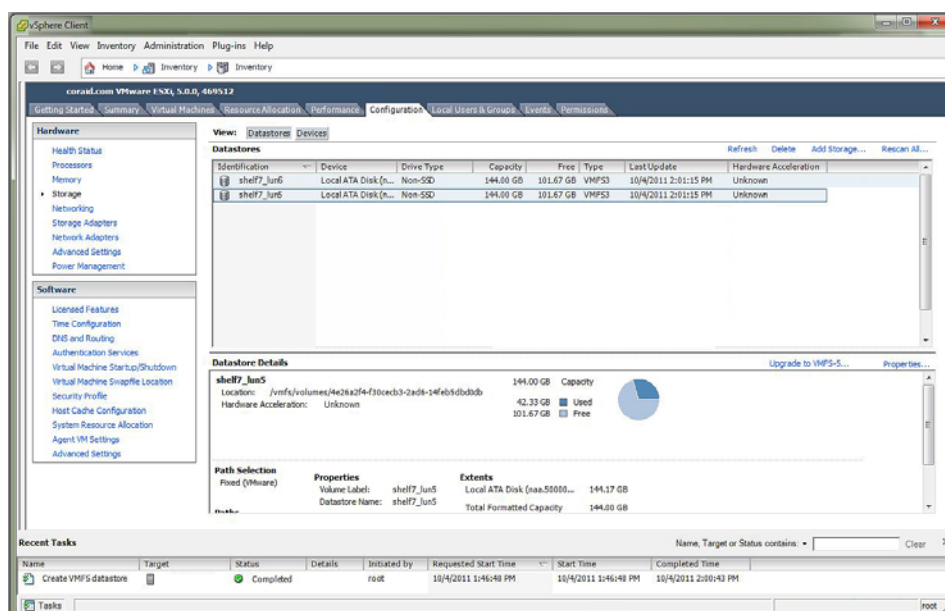 vSphere Client
File Edit View Inventory Administration Plug-ins Help
Home Inventory Inventory
coraid.com VMware ESXi, 5.0.0, 469512
Getting Started Summary Virtual Machines Resource Allocation Performance Configuration Local Users & Groups Events Permissions
Hardware
Health Status
Processors
Memory
Storage
Networking
Storage Adapters
Network Adapters
Advanced Settings
Power Management
Software
Licensed Features
Time Configuration
DNS and Routing
Authentication Services
Virtual Machine Startup/Shutdown
Virtual Machine Swapfile Location
Security Profile
Host Cache Configuration
System Resource Allocation
Agent VM Settings
Advanced Settings
View: Datastores Devices
Datastores Refresh Delete Add Storage... Rescan All...
Identification Device Drive Type Capacity Free Type Last Update Hardware Acceleration
shelf7_lun6 Local ATA Disk (n... Non-SSD 144.00 GB 101.67 GB VMFS3 10/4/2011 2:01:15 PM Unknown
shelf7_lun5 Local ATA Disk (n... Non-SSD 144.00 GB 101.67 GB VMFS3 10/4/2011 2:01:15 PM Unknown
Datastore Details Upgrade to VMFS-5... Properties...
shelf7_lun5 144.00 GB Capacity
Location: /vmfs/volumes/4e26a2f4-f30cecb3-2ad6-14feb5dbd0db
Hardware Acceleration: Unknown
42.33 GB Used
101.67 GB Free
Path Selection
Fixed (VMware)
Paths
Properties
Volume Label: shelf7_lun5
Datastore Name: shelf7_lun5
Extents
Local ATA Disk (naa.50000... 144.17 GB
Total Formatted Capacity 144.00 GB
Recent Tasks Name, Target or Status contains: Clear
Name Target Status Details Initiated by Requested Start Time Start Time Completed Time
Create VMFS datastore Completed root 10/4/2011 1:46:48 PM 10/4/2011 1:46:48 PM 10/4/2011 2:00:43 PM
Tasks root